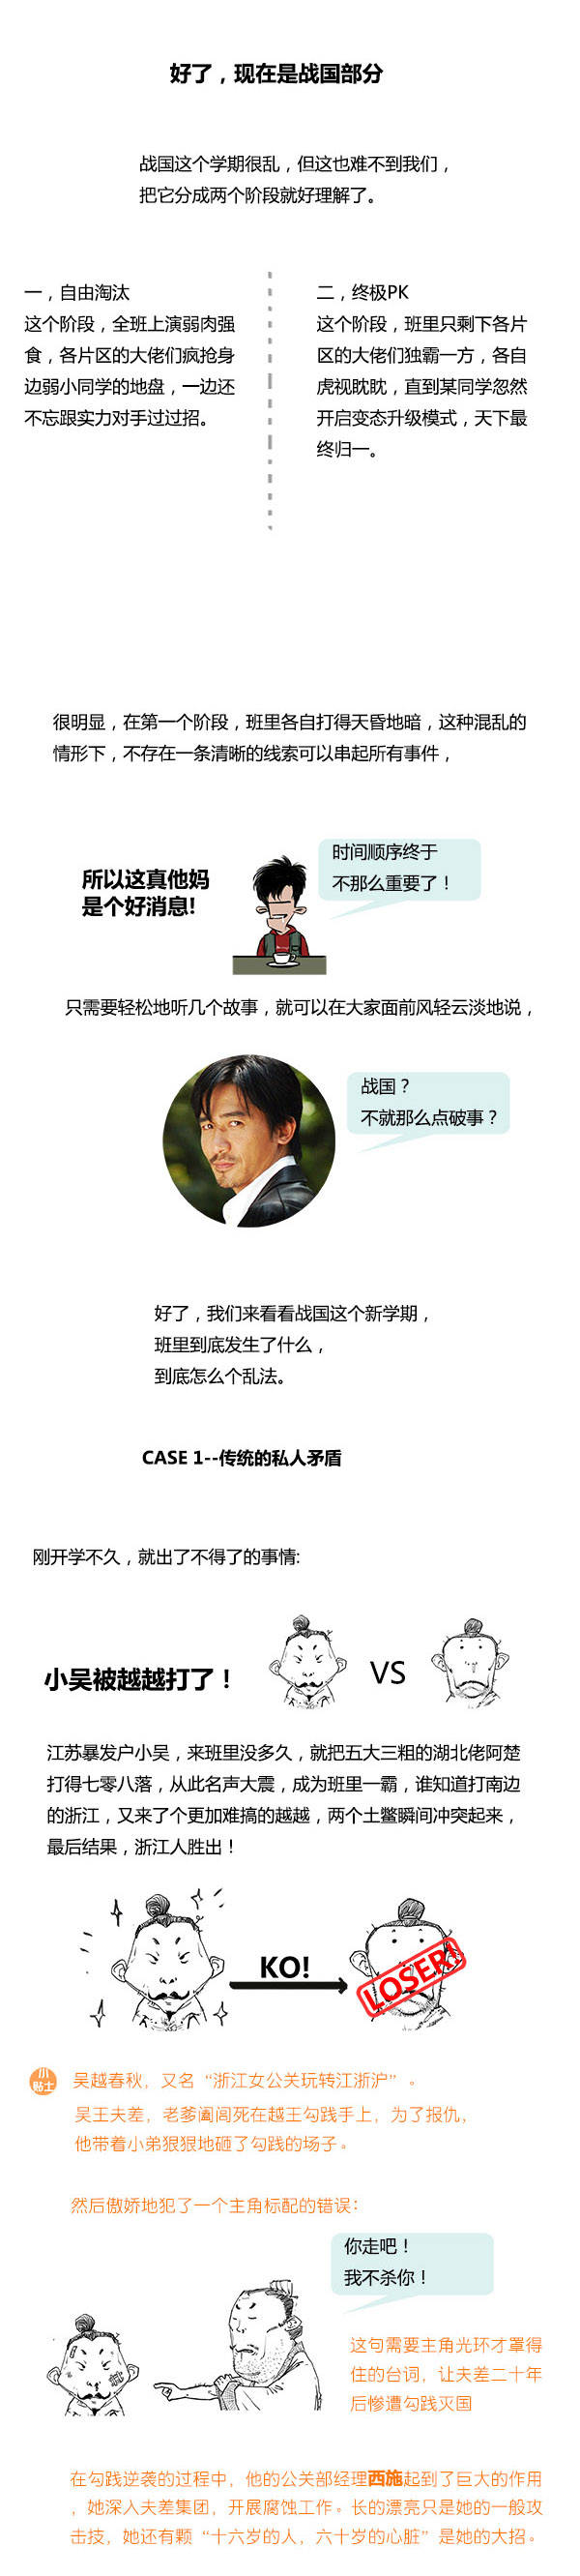 好了，现在是战国部分
战国这个学期很乱，但这也难不到我们，
把它分成两个阶段就好理解了。
一，自由淘汰
这个阶段，全班上演弱肉强
食，各片区的大佬们疯抢身
边弱小同学的地盘，一边还
不忘跟实力对手过过招。
二，终极PK
这个阶段，班里只剩下各片
区的大佬们独霸一方，各自
虎视眈眈，直到某同学忽然
开启变态升级模式，天下最
终归一。
很明显，在第一个阶段，班里各自打得天昏地暗，这种混乱的
情形下，不存在一条清晰的线索可以串起所有事件，
所以这真他妈
是个好消息!
时间顺序终于
不那么重要了！
只需要轻松地听几个故事，就可以在大家面前风轻云淡地说，
战国？
不就那么点破事？
好了，我们来看看战国这个新学期，
班里到底发生了什么，
到底怎么个乱法。
CASE 1--传统的私人矛盾
刚开学不久，就出了不得了的事情:
小吴被越越打了！
VS
江苏暴发户小吴，来班里没多久，就把五大三粗的湖北佬阿楚
打得七零八落，从此名声大震，成为班里一霸，谁知道打南边
的浙江，又来了个更加难搞的越越，两个土鳖瞬间冲突起来，
最后结果，浙江人胜出！
KO!
LOSER!
小
贴士
吴越春秋，又名“浙江女公关玩转江浙沪”。
吴王夫差，老爹阖闾死在越王勾践手上，为了报仇，
他带着小弟狠狠地砸了勾践的场子。
然后傲娇地犯了一个主角标配的错误：
你走吧！
我不杀你！
这句需要主角光环才罩得
住的台词，让夫差二十年
后惨遭勾践灭国
在勾践逆袭的过程中，他的公关部经理西施起到了巨大的作用
，她深入夫差集团，开展腐蚀工作。长的漂亮只是她的一般攻
击技，她还有颗“十六岁的人，六十岁的心脏”是她的大招。